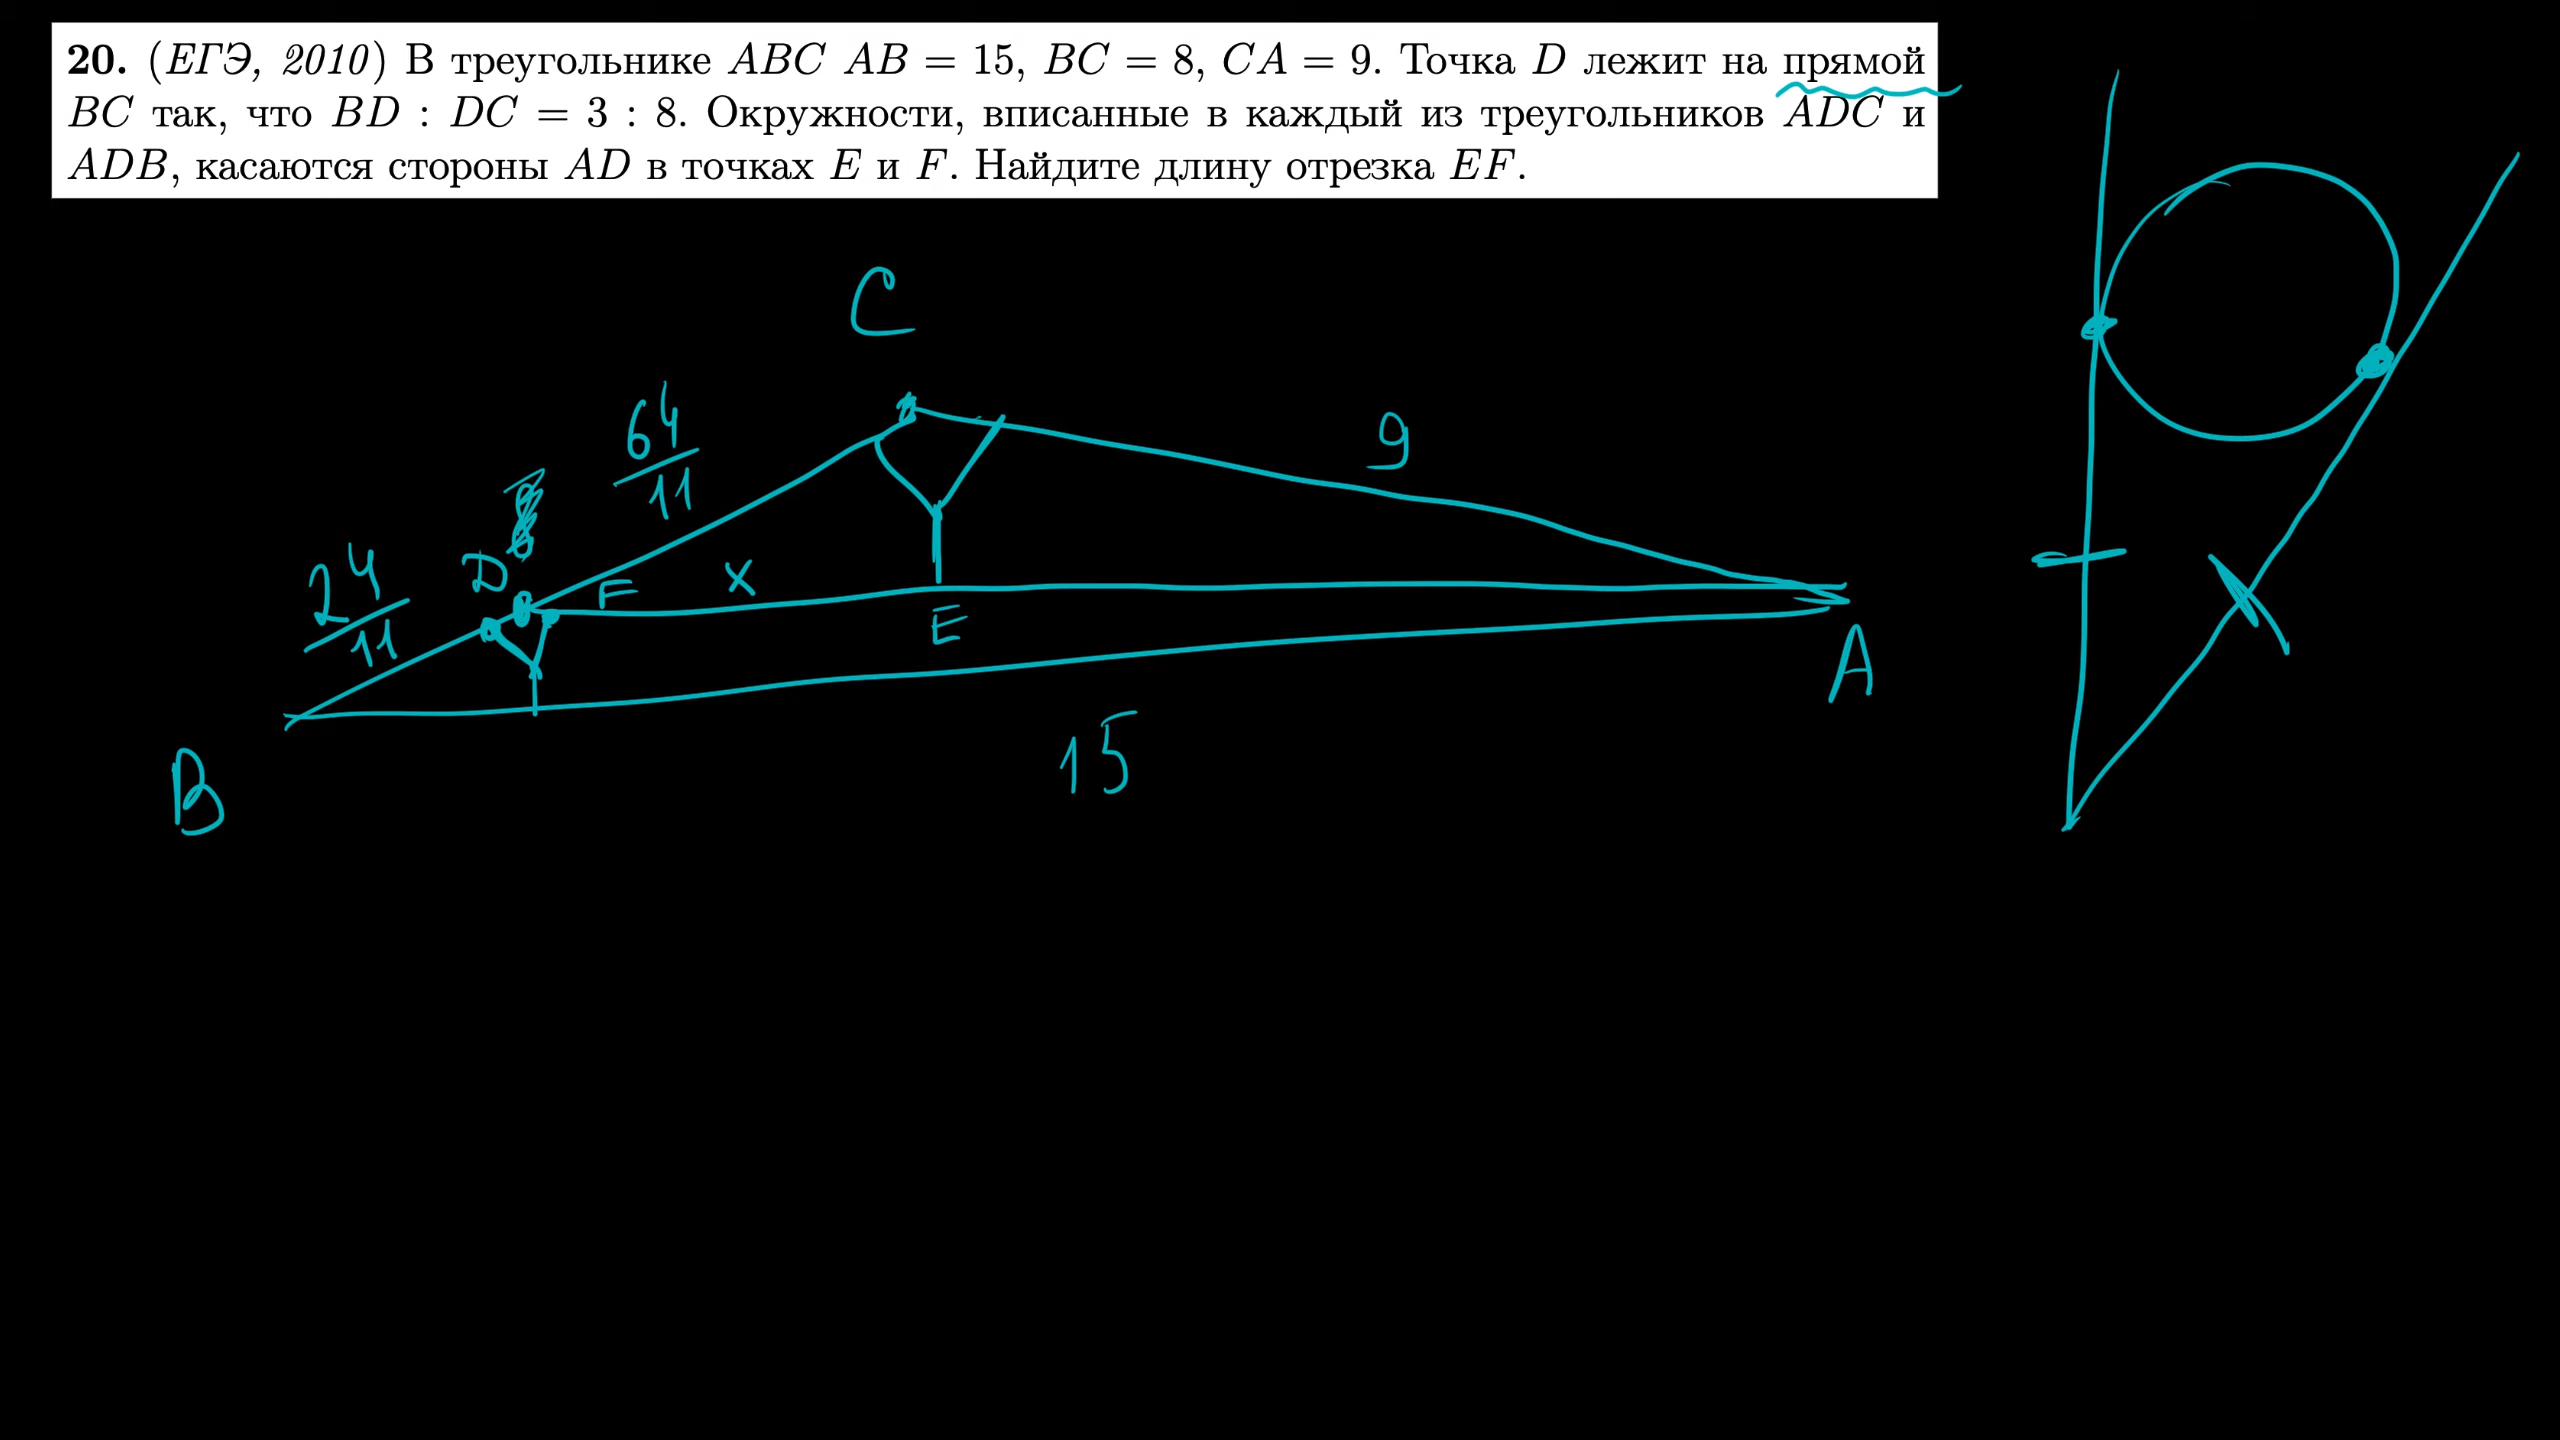 20. (ЕГЭ, 2010) В треугольнике ABC AB = 15, BC = 8, CA = 9. Точка D лежит на прямой
BC так, что BD : DC = 3 : 8. Окружности, вписанные в каждый из треугольников ADC и
ADB, касаются стороны AD в точках E и F. Найдите длину отрезка EF.
C
64
11
9
24
11
D
F
x
E
A
B
15